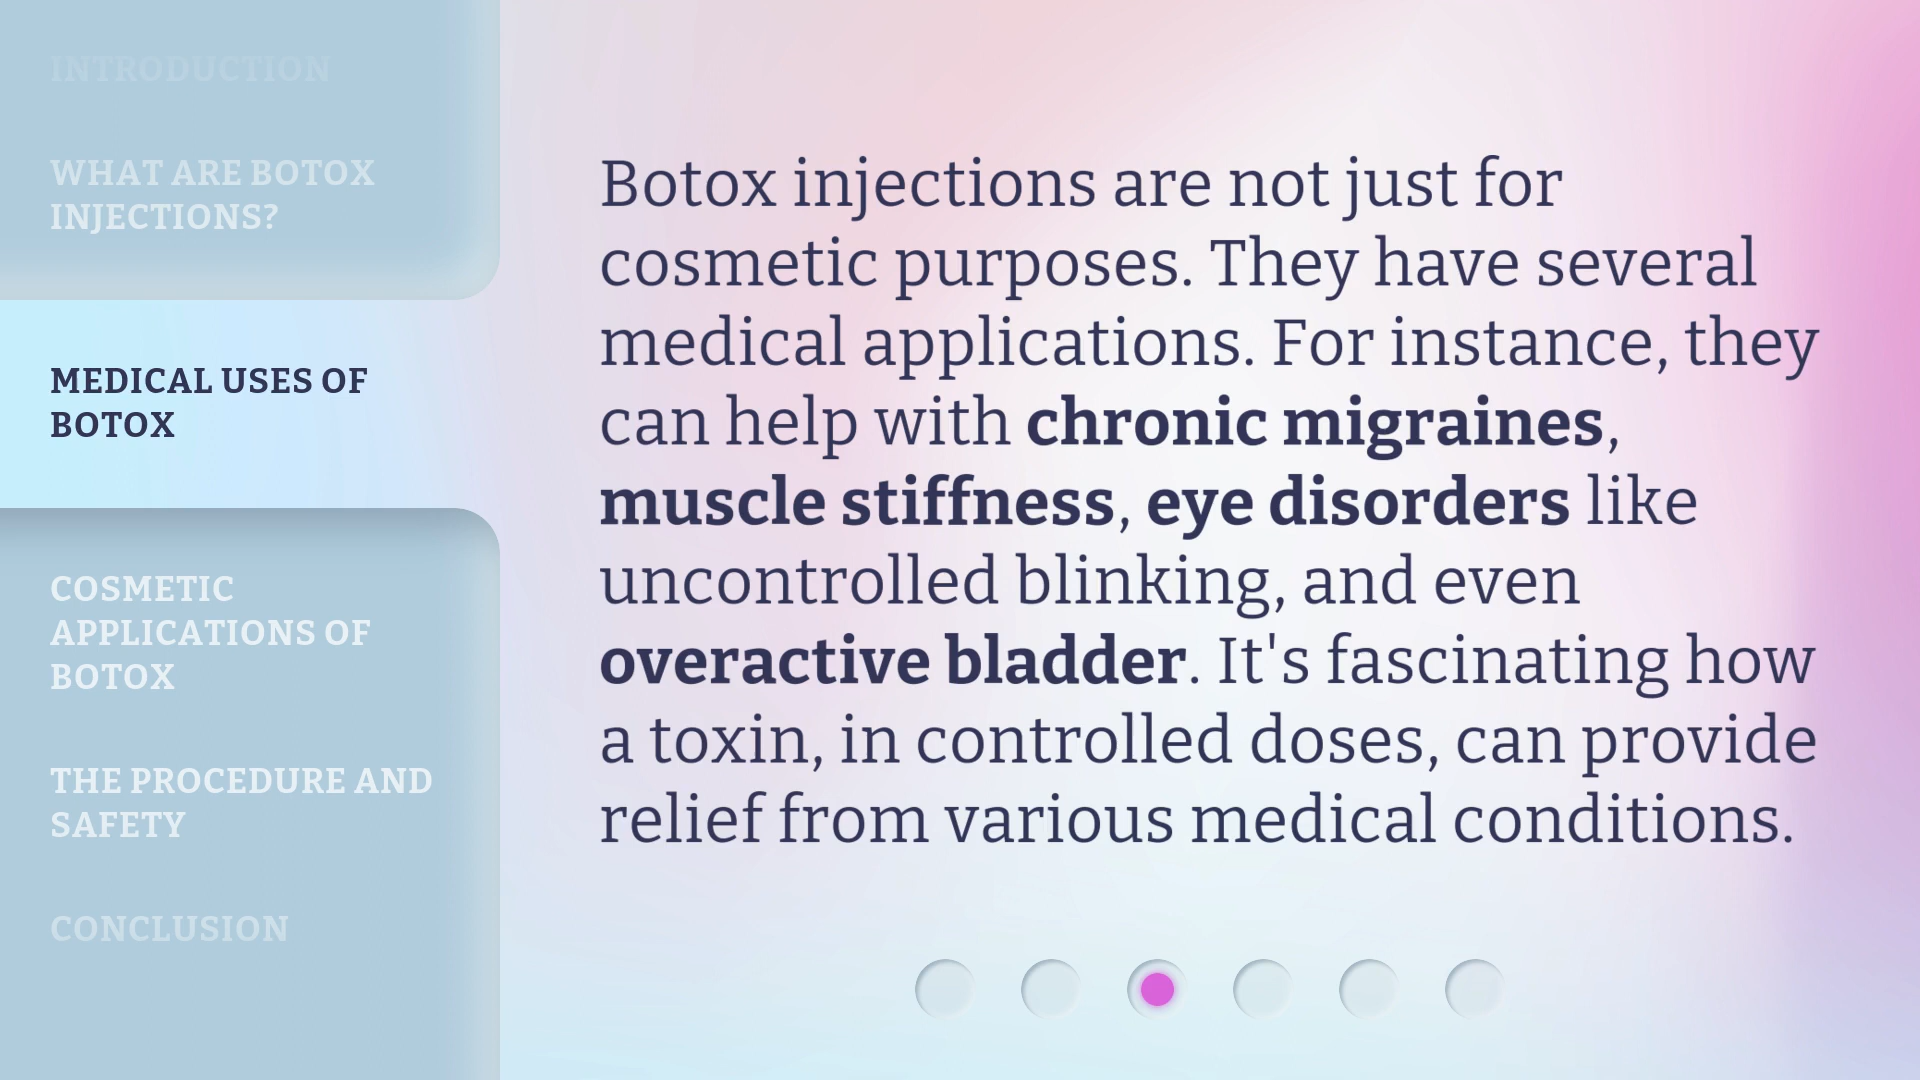 INTRODUCTION
WHAT ARE BOTOX
INJECTIONS?
MEDICAL USES OF
BOTOX
COSMETIC
APPLICATIONS OF
BOTOX
THE PROCEDURE AND
SAFETY
CONCLUSION
Botox injections are not just for
cosmetic purposes. They have several
medical applications. For instance, they
can help with chronic migraines,
muscle stiffness, eye disorders like
uncontrolled blinking, and even
overactive bladder. It's fascinating how
a toxin, in controlled doses, can provide
relief from various medical conditions.